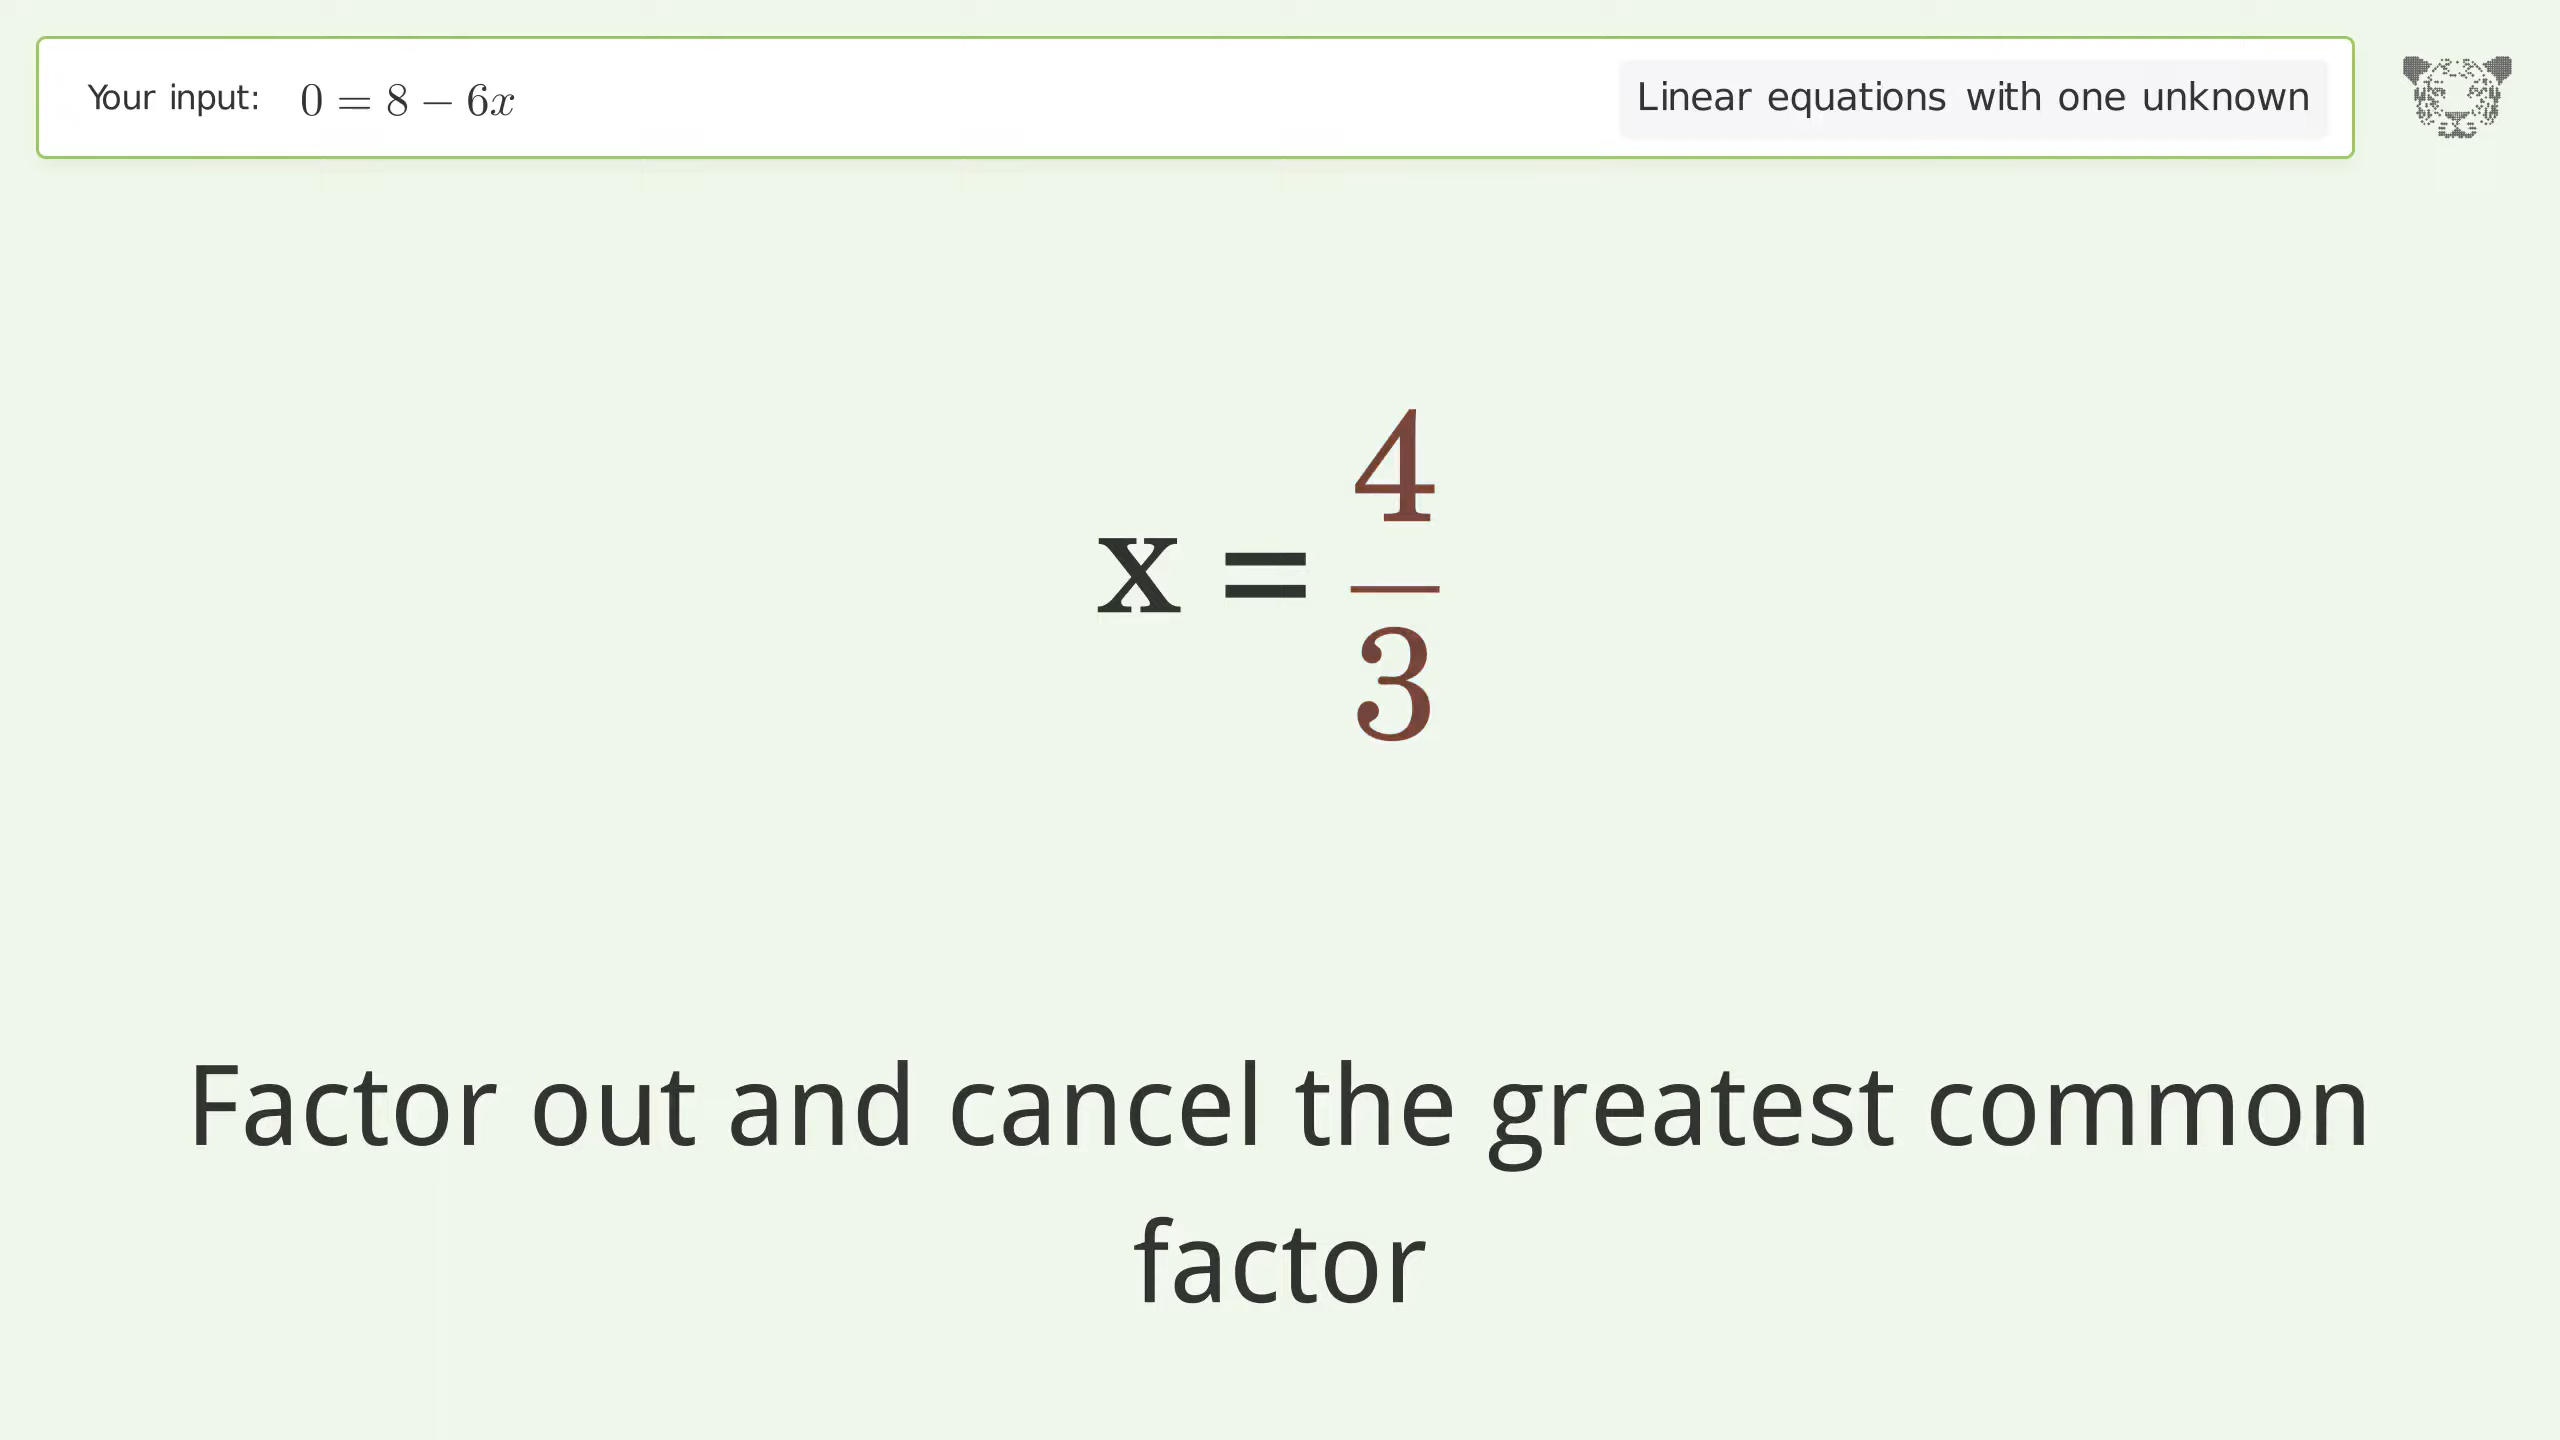 Your input: 0 = 8 − 6x
Linear equations with one unknown
x = 4/3
Factor out and cancel the greatest common
factor